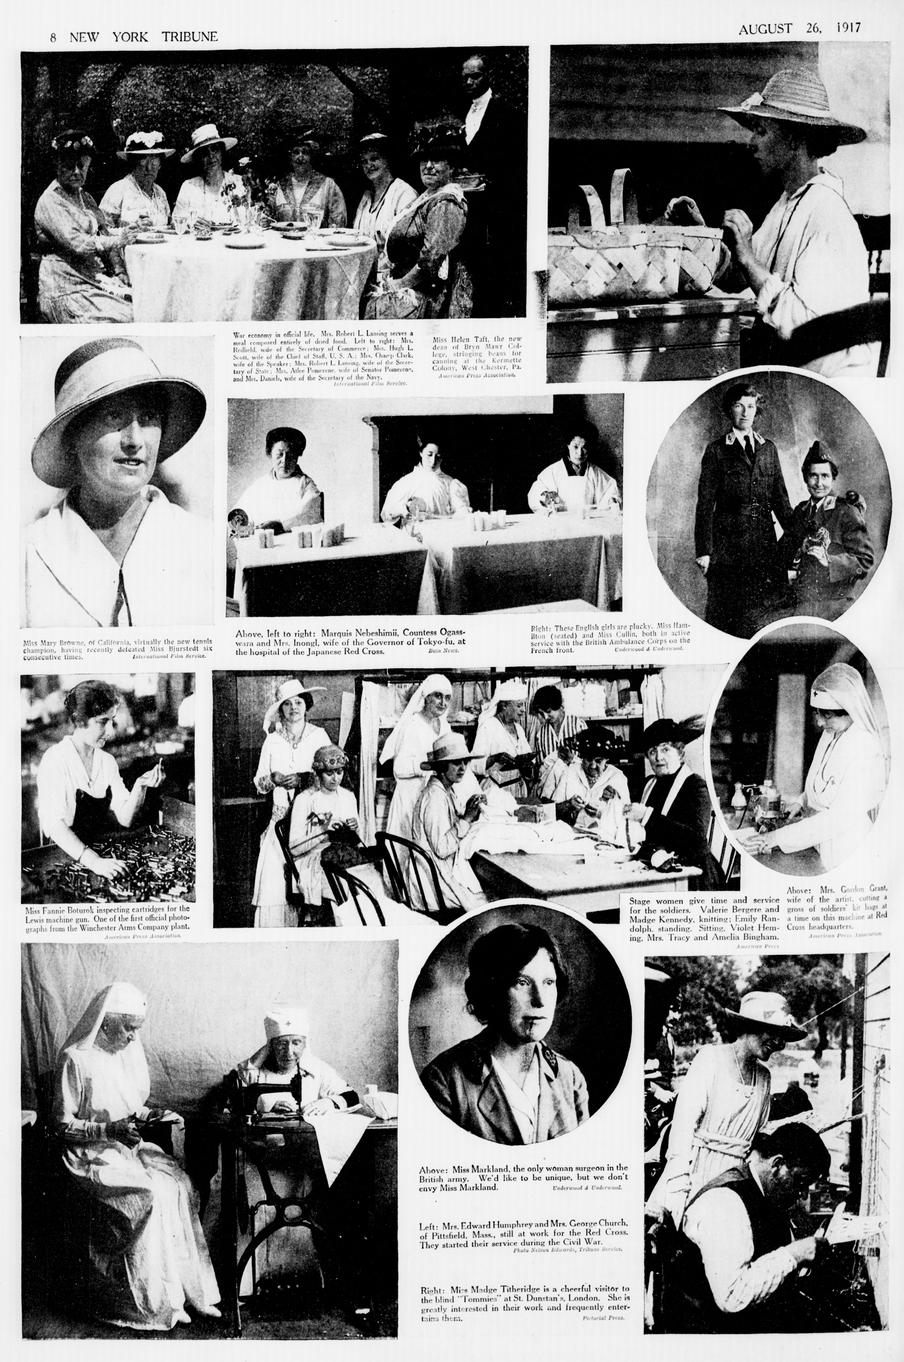 8 NEW YORK TRIBUNE
AUGUST 26, 1917
War economy in official life. Mrs. Robert L. Lansing serves a
meal composed entirely of dried food. Left to right: Mrs.
Redfield, wife of the Secretary of Commerce; Mrs. Hugh L.
Scott, wife of the Chief of Staff, U. S. A.; Mrs. Champ Clark,
wife of the Speaker; Mrs. Robert L. Lansing, wife of the Secre-
tary of State; Mrs. Atlee Pomerene, wife of Senator Pomerene,
and Mrs. Daniels, wife of the Secretary of the Navy.
International Film Service.
Miss Helen Taft, the new
dean of Bryn Mawr Col-
lege, stringing beans for
canning at the Kermette
Colony, West Chester, Pa.
American Press Association.
Miss Mary Browne, of California, virtually the new tennis
champion, having recently defeated Miss Bjurstedt six
consecutive times.
International Film Service.
Above, left to right: Marquis Nebeshimii, Countess Ogass-
wara and Mrs. Inongl, wife of the Governor of Tokyo-fu, at
the hospital of the Japanese Red Cross.
Bain News.
Right: These English girls are plucky. Miss Ham-
ilton (seated) and Miss Cullin, both in active
service with the British Ambulance Corps on the
French front.
Underwood & Underwood.
Miss Fannie Boturok inspecting cartridges for the
Lewis machine gun. One of the first official photo-
graphs from the Winchester Arms Company plant.
American Press Association.
Stage women give time and service
for the soldiers. Valerie Bergere and
Madge Kennedy, knitting; Emily Ran-
dolph, standing. Sitting, Violet Hem-
ing, Mrs. Tracy and Amelia Bingham.
American Press
Above: Mrs. Gordon Grant,
wife of the artist, cutting a
gross of soldiers' kit bags at
a time on this machine at Red
Cross headquarters.
American Press Association
Above: Miss Markland, the only woman surgeon in the
British army. We'd like to be unique, but we don't
envy Miss Markland.
Underwood & Underwood.
Left: Mrs. Edward Humphrey and Mrs. George Church,
of Pittsfield, Mass., still at work for the Red Cross.
They started their service during the Civil War.
Photo Nelson Edwards, Tribune Service.
Right: Miss Madge Titheridge is a cheerful visitor to
the blind "Tommies" at St. Dunstan's, London. She is
greatly interested in their work and frequently enter-
tains them.
Pictorial Press.